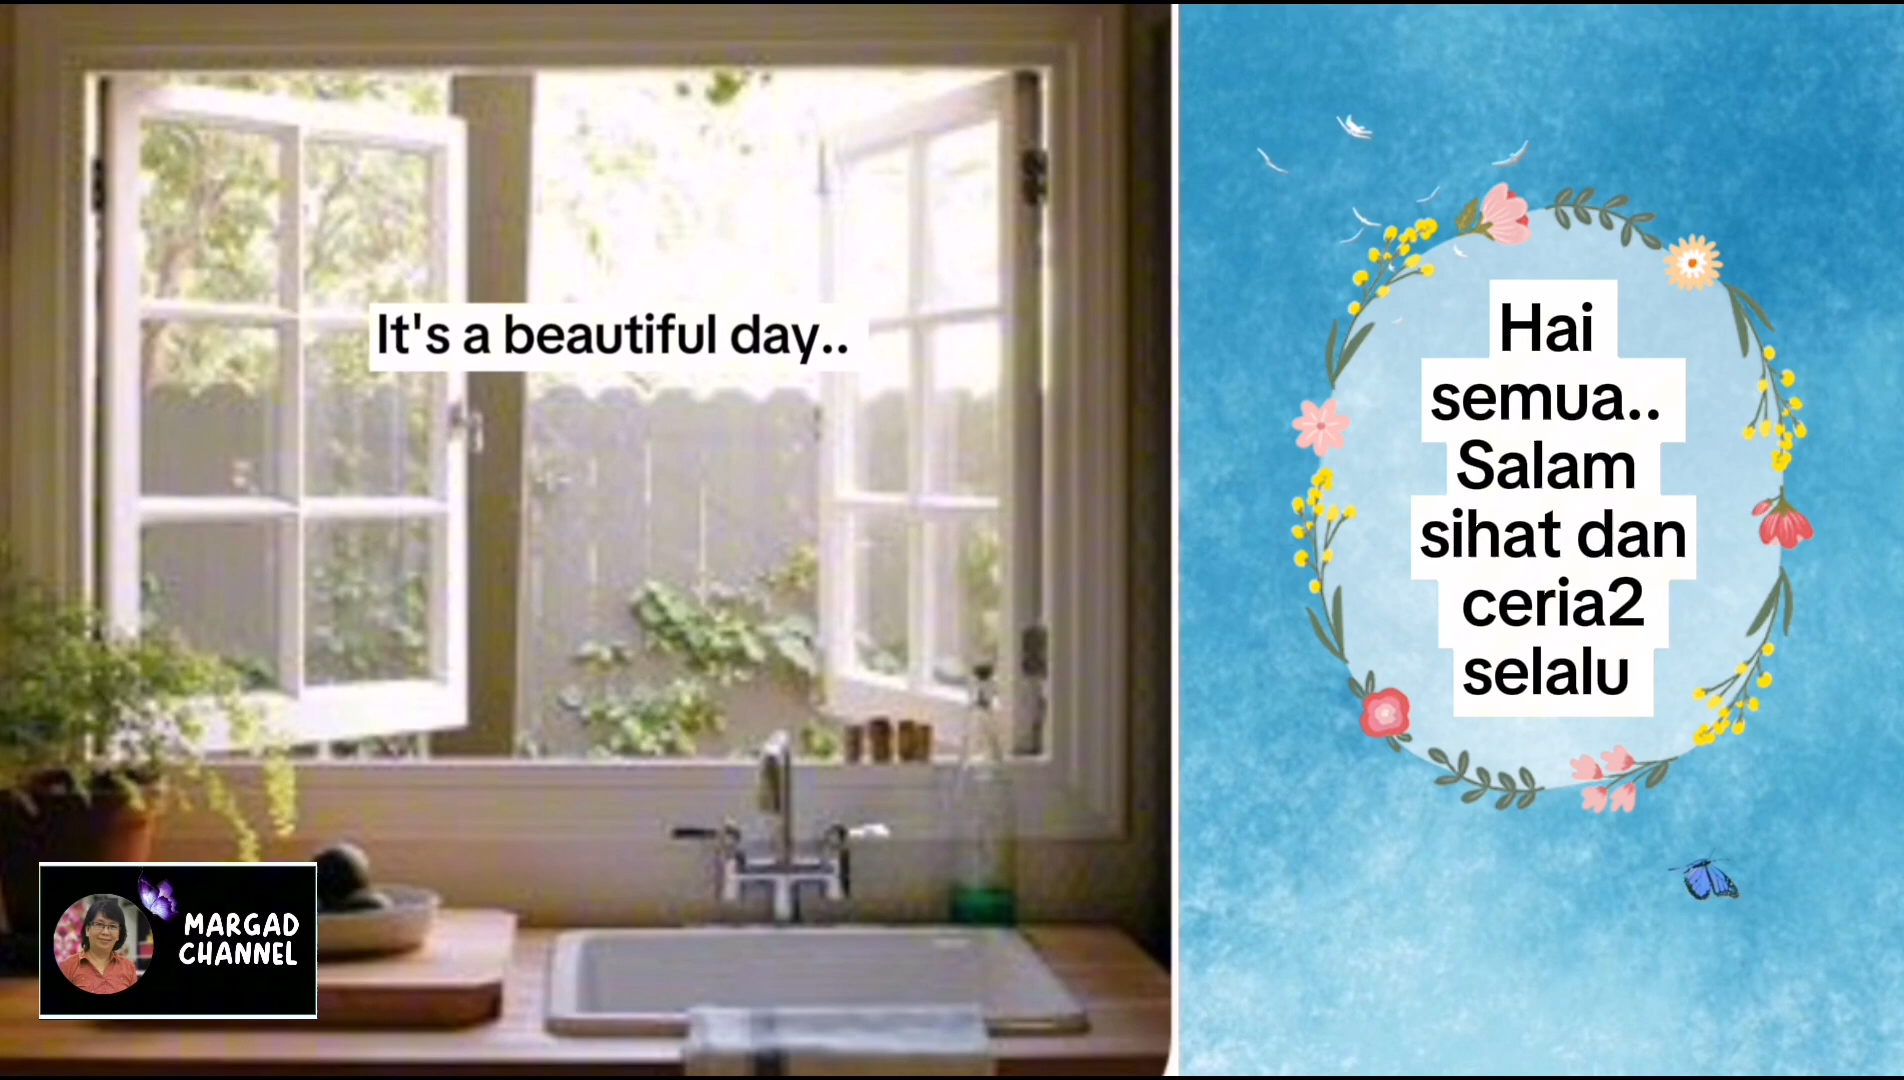 It's a beautiful day..
Hai
semua..
Salam
sihat dan
ceria2
selalu
MARGAD
CHANNEL